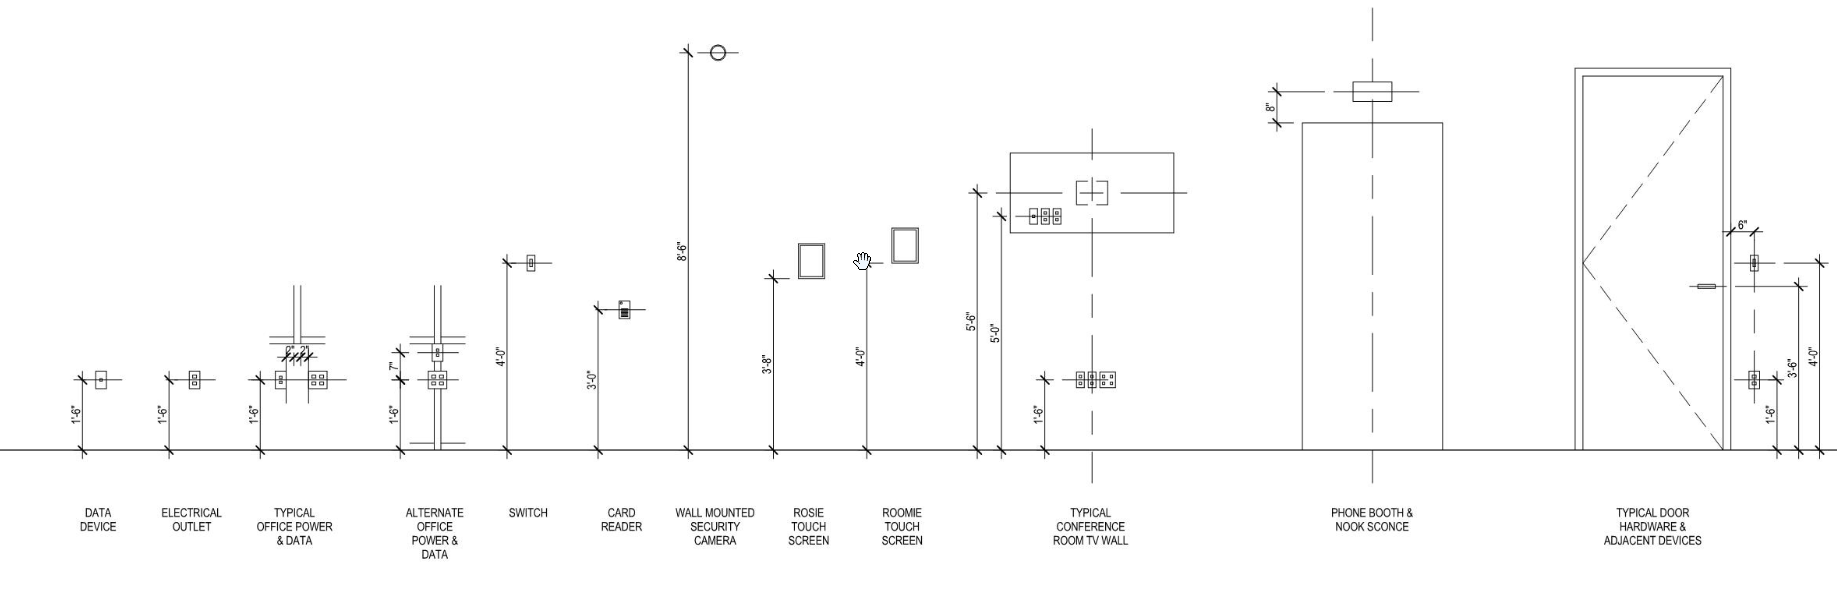 8"
6"
8'-6"
5'-6"
5'-0"
2" 2"
7"
4'-0"
3'-0"
3'-8"
4'-0"
3'-6"
4'-0"
1'-6"
1'-6"
1'-6"
1'-6"
1'-6"
1'-6"
DATA
DEVICE
ELECTRICAL
OUTLET
TYPICAL
OFFICE POWER
& DATA
ALTERNATE
OFFICE
POWER &
DATA
SWITCH
CARD
READER
WALL MOUNTED
SECURITY
CAMERA
ROSIE
TOUCH
SCREEN
ROOMIE
TOUCH
SCREEN
TYPICAL
CONFERENCE
ROOM TV WALL
PHONE BOOTH &
NOOK SCONCE
TYPICAL DOOR
HARDWARE &
ADJACENT DEVICES